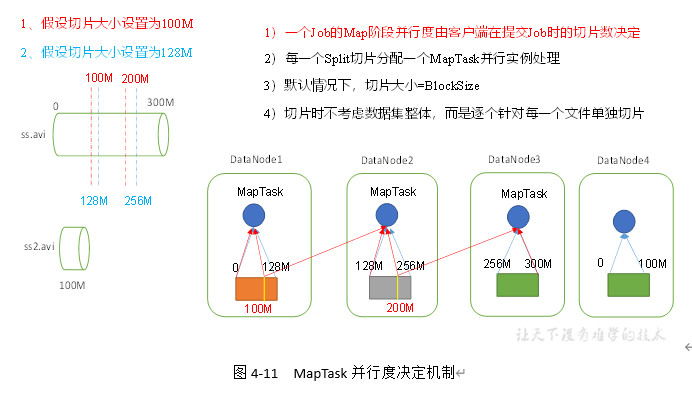 1、假设切片大小设置为100M
2、假设切片大小设置为128M
100M 200M
0 300M
ss.avi
128M 256M
ss2.avi
100M
1）一个Job的Map阶段并行度由客户端在提交Job时的切片数决定
2）每一个Split切片分配一个MapTask并行实例处理
3）默认情况下，切片大小=BlockSize
4）切片时不考虑数据集整体，而是逐个针对每一个文件单独切片
DataNode1 DataNode2 DataNode3 DataNode4
MapTask MapTask MapTask
0 128M 128M 256M 256M 300M 0 100M
100M 200M
让天下没有难学的技术
图 4-11 MapTask 并行度决定机制